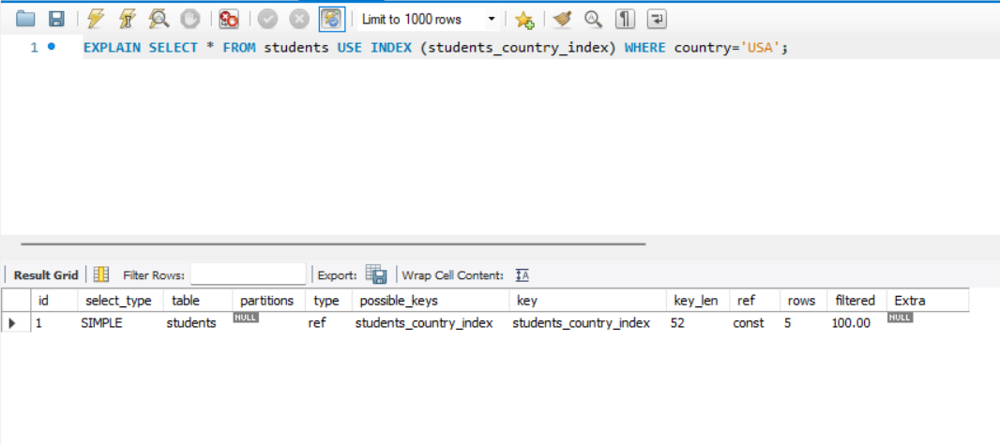 Limit to 1000 rows
1 EXPLAIN SELECT * FROM students USE INDEX (students_country_index) WHERE country='USA';
Result Grid Filter Rows: Export: Wrap Cell Content: IA
id select_type table partitions type possible_keys key key_len ref rows filtered Extra
1 SIMPLE students NULL ref students_country_index students_country_index 52 const 5 100.00 NULL